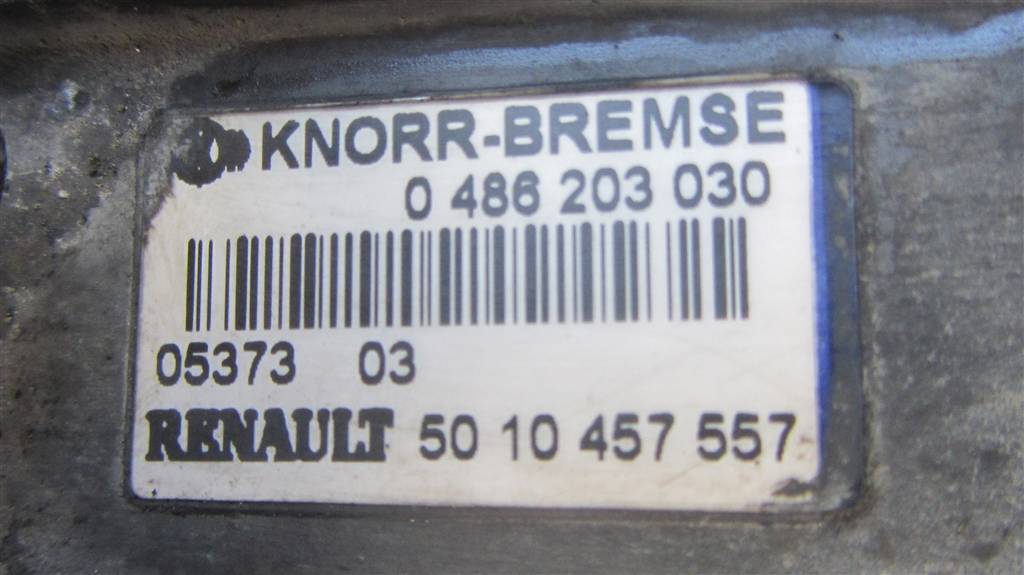 KNORR-BREMSE
0 486 203 030
05373 03
RENAULT 50 10 457 557